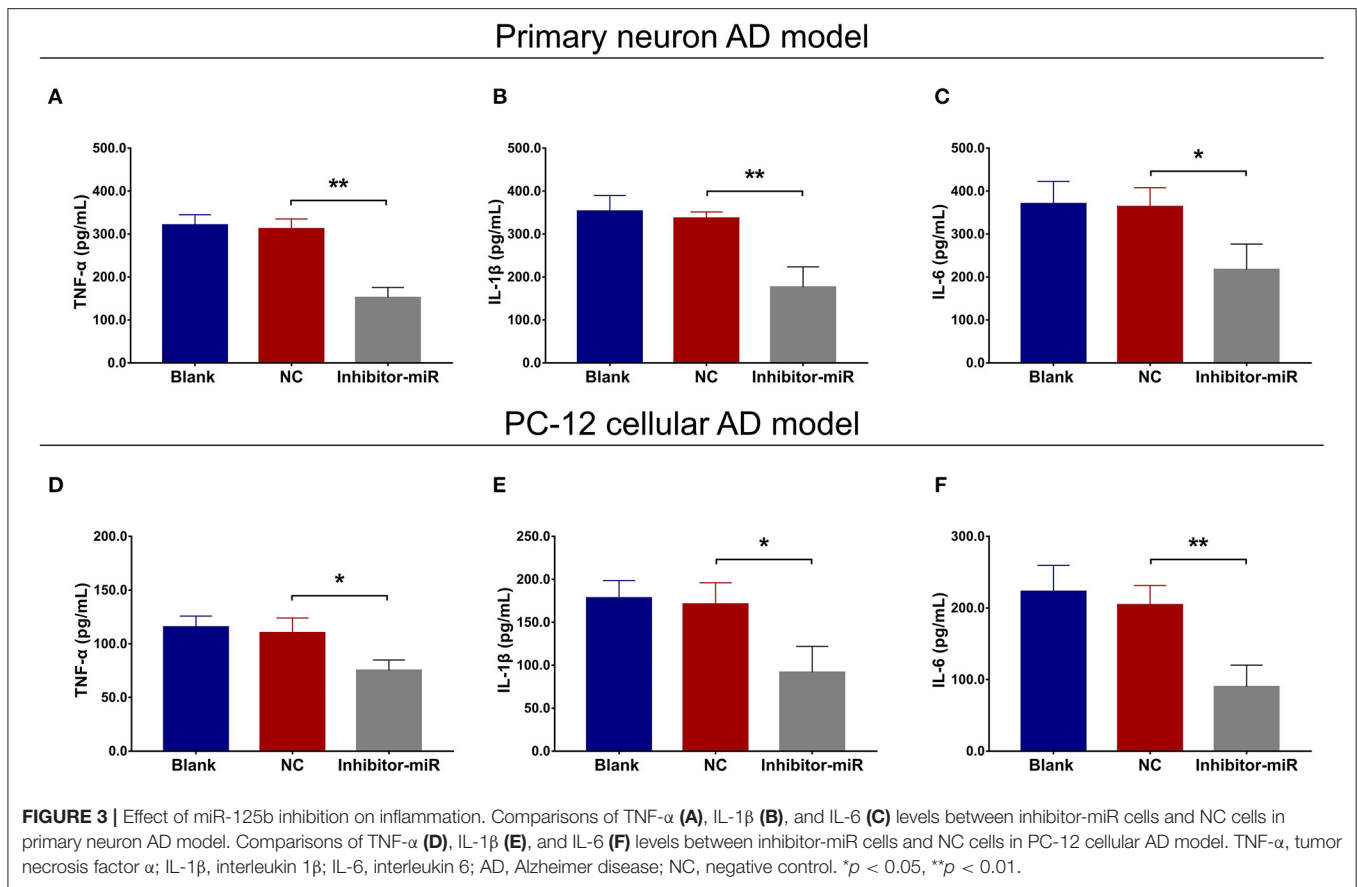 Primary neuron AD model
A
B
C
TNF-α (pg/mL)
500.0
400.0
300.0
200.0
100.0
0.0
**
Blank NC Inhibitor-miR
IL-1β (pg/mL)
500.0
400.0
300.0
200.0
100.0
0.0
**
Blank NC Inhibitor-miR
IL-6 (pg/mL)
500.0
400.0
300.0
200.0
100.0
0.0
*
Blank NC Inhibitor-miR
PC-12 cellular AD model
D
E
F
TNF-α (pg/mL)
200.0
150.0
100.0
50.0
0.0
*
Blank NC Inhibitor-miR
IL-1β (pg/mL)
250.0
200.0
150.0
100.0
50.0
0.0
*
Blank NC Inhibitor-miR
IL-6 (pg/mL)
300.0
200.0
100.0
0.0
**
Blank NC Inhibitor-miR
FIGURE 3 | Effect of miR-125b inhibition on inflammation. Comparisons of TNF-α (A), IL-1β (B), and IL-6 (C) levels between inhibitor-miR cells and NC cells in
primary neuron AD model. Comparisons of TNF-α (D), IL-1β (E), and IL-6 (F) levels between inhibitor-miR cells and NC cells in PC-12 cellular AD model. TNF-α, tumor
necrosis factor α; IL-1β, interleukin 1β; IL-6, interleukin 6; AD, Alzheimer disease; NC, negative control. *p < 0.05, **p < 0.01.